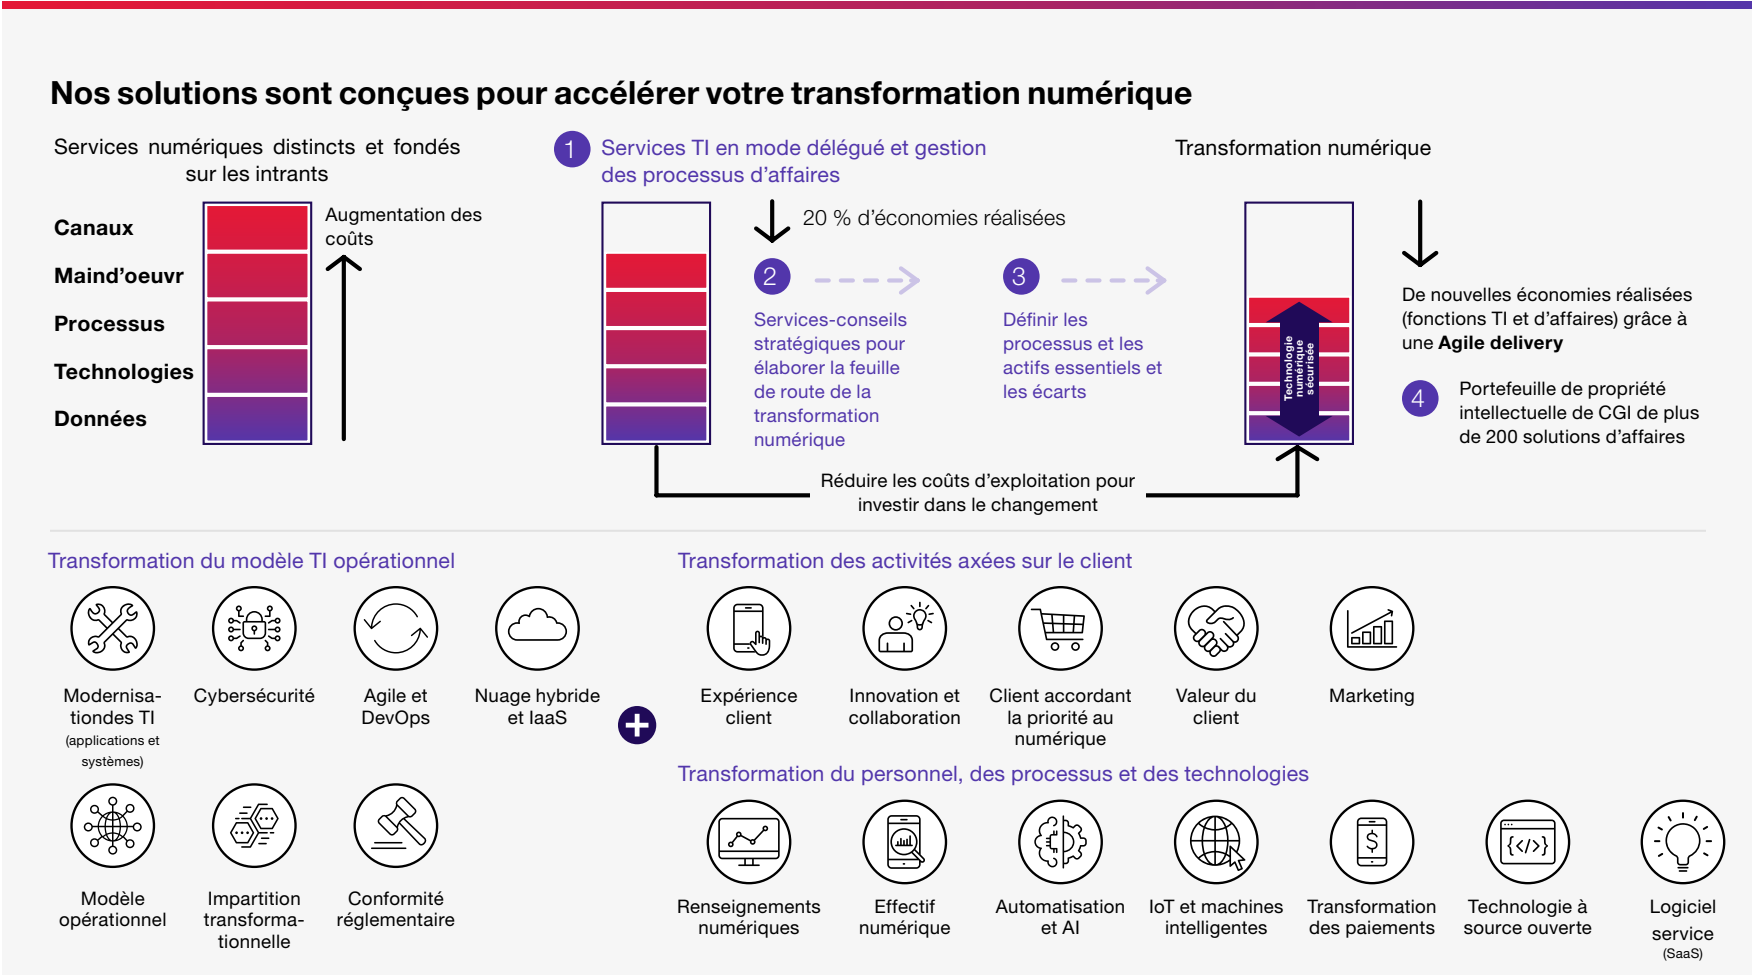 Nos solutions sont conçues pour accélérer votre transformation numérique
Services numériques distincts et fondés
sur les intrants
Canaux
Maind'oeuvr
Processus
Technologies
Données
Augmentation des
coûts
1
Services TI en mode délégué et gestion
des processus d'affaires
20 % d'économies réalisées
2
Services-conseils
stratégiques pour
élaborer la feuille
de route de la
transformation
numérique
3
Définir les
processus et les
actifs essentiels et
les écarts
Réduire les coûts d'exploitation pour
investir dans le changement
Transformation numérique
Technologie
numérique
sécurisée
De nouvelles économies réalisées
(fonctions TI et d'affaires) grâce à
une Agile delivery
4
Portefeuille de propriété
intellectuelle de CGI de plus
de 200 solutions d'affaires
Transformation du modèle TI opérationnel
Modernisa-
tiondes TI
(applications et
systèmes)
Cybersécurité
Agile et
DevOps
Nuage hybride
et IaaS
Modèle
opérationnel
Impartition
transforma-
tionnelle
Conformité
réglementaire
Transformation des activités axées sur le client
Expérience
client
Innovation et
collaboration
Client accordant
la priorité au
numérique
Valeur du
client
Marketing
Transformation du personnel, des processus et des technologies
$
{</>}
Renseignements
numériques
Effectif
numérique
Automatisation
et AI
IoT et machines
intelligentes
Transformation
des paiements
Technologie à
source ouverte
Logiciel
service
(SaaS)